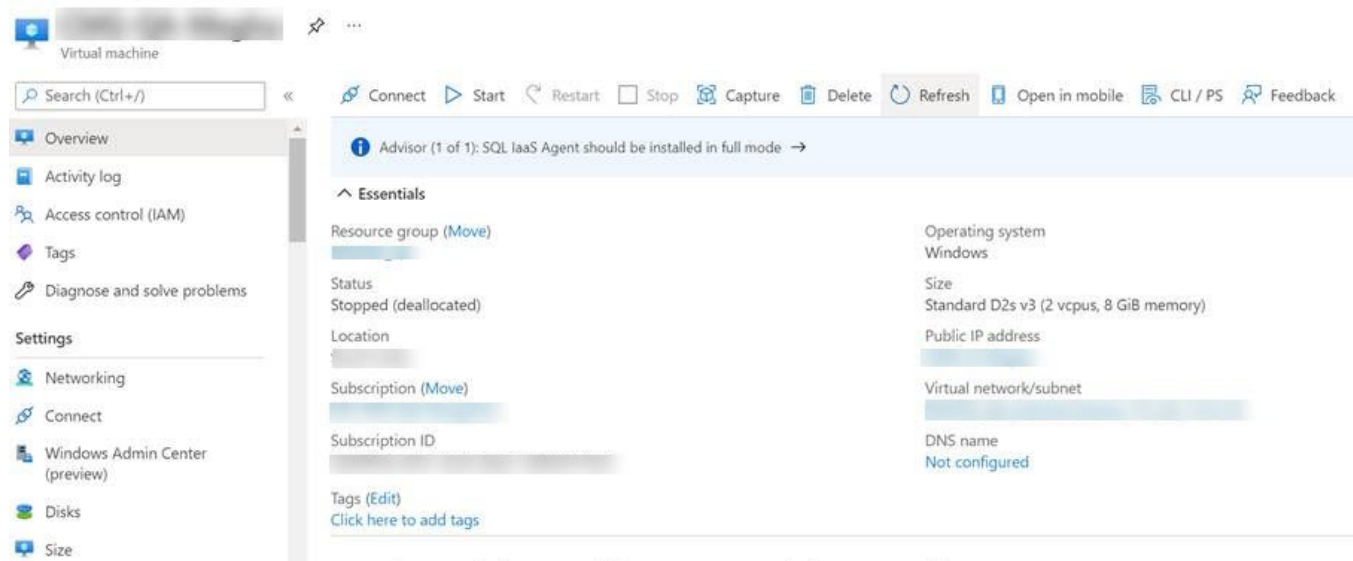 ...
Virtual machine
Search (Ctrl+/)
«
Connect Start Restart Stop Capture Delete Refresh Open in mobile CLI / PS Feedback
Overview
Activity log
Access control (IAM)
Tags
Diagnose and solve problems
Settings
Networking
Connect
Windows Admin Center
(preview)
Disks
Size
Advisor (1 of 1): SQL IaaS Agent should be installed in full mode →
Essentials
Resource group (Move)
Status
Stopped (deallocated)
Location
Subscription (Move)
Subscription ID
Tags (Edit)
Click here to add tags
Operating system
Windows
Size
Standard D2s v3 (2 vcpus, 8 GiB memory)
Public IP address
Virtual network/subnet
DNS name
Not configured